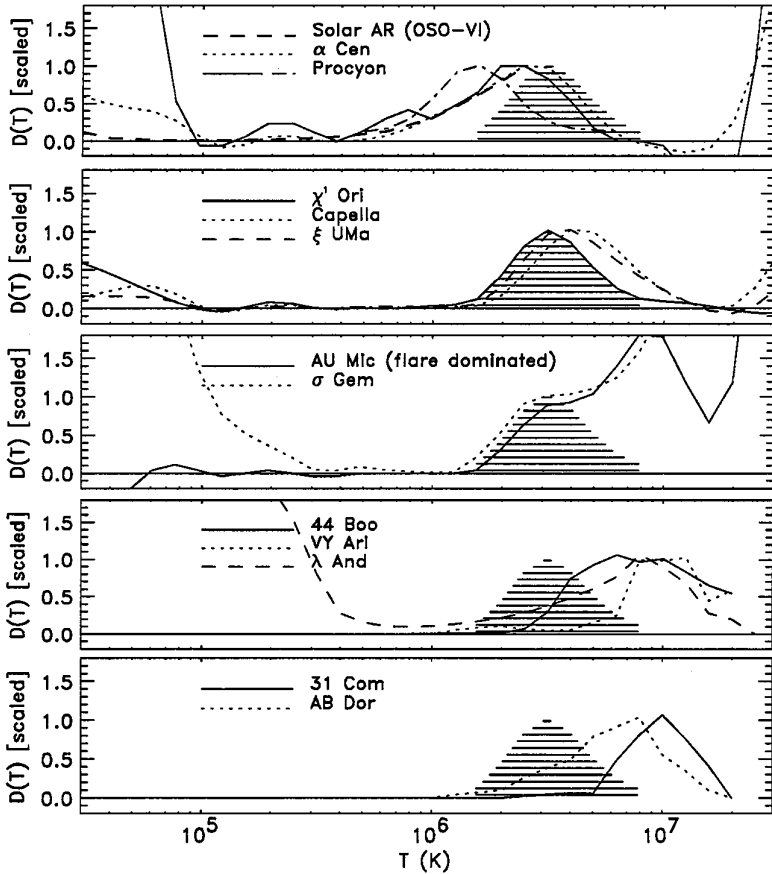 D(T) [scaled]
1.5
1.0
0.5
0.0
Solar AR (OSO-VI)
α Cen
Procyon
D(T) [scaled]
1.5
1.0
0.5
0.0
χ¹ Ori
Capella
ξ UMa
D(T) [scaled]
1.5
1.0
0.5
0.0
AU Mic (flare dominated)
σ Gem
D(T) [scaled]
1.5
1.0
0.5
0.0
44 Boo
VY Ari
λ And
D(T) [scaled]
1.5
1.0
0.5
0.0
31 Com
AB Dor
10⁵ 10⁶ 10⁷
T (K)